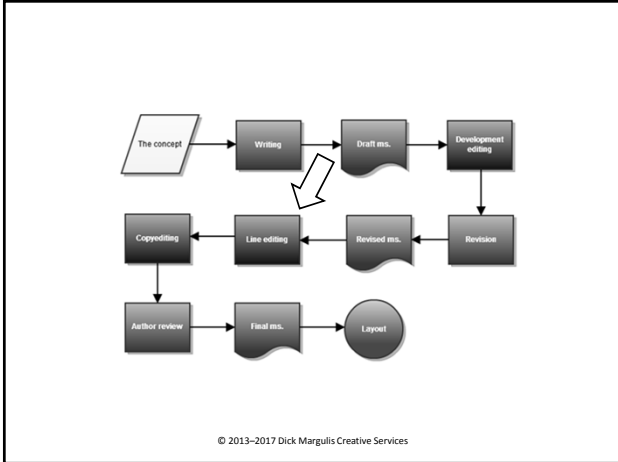 The concept
Writing
Draft ms.
Development
editing
Revision
Revised ms.
Line editing
Copyediting
Author review
Final ms.
Layout
© 2013–2017 Dick Margulis Creative Services